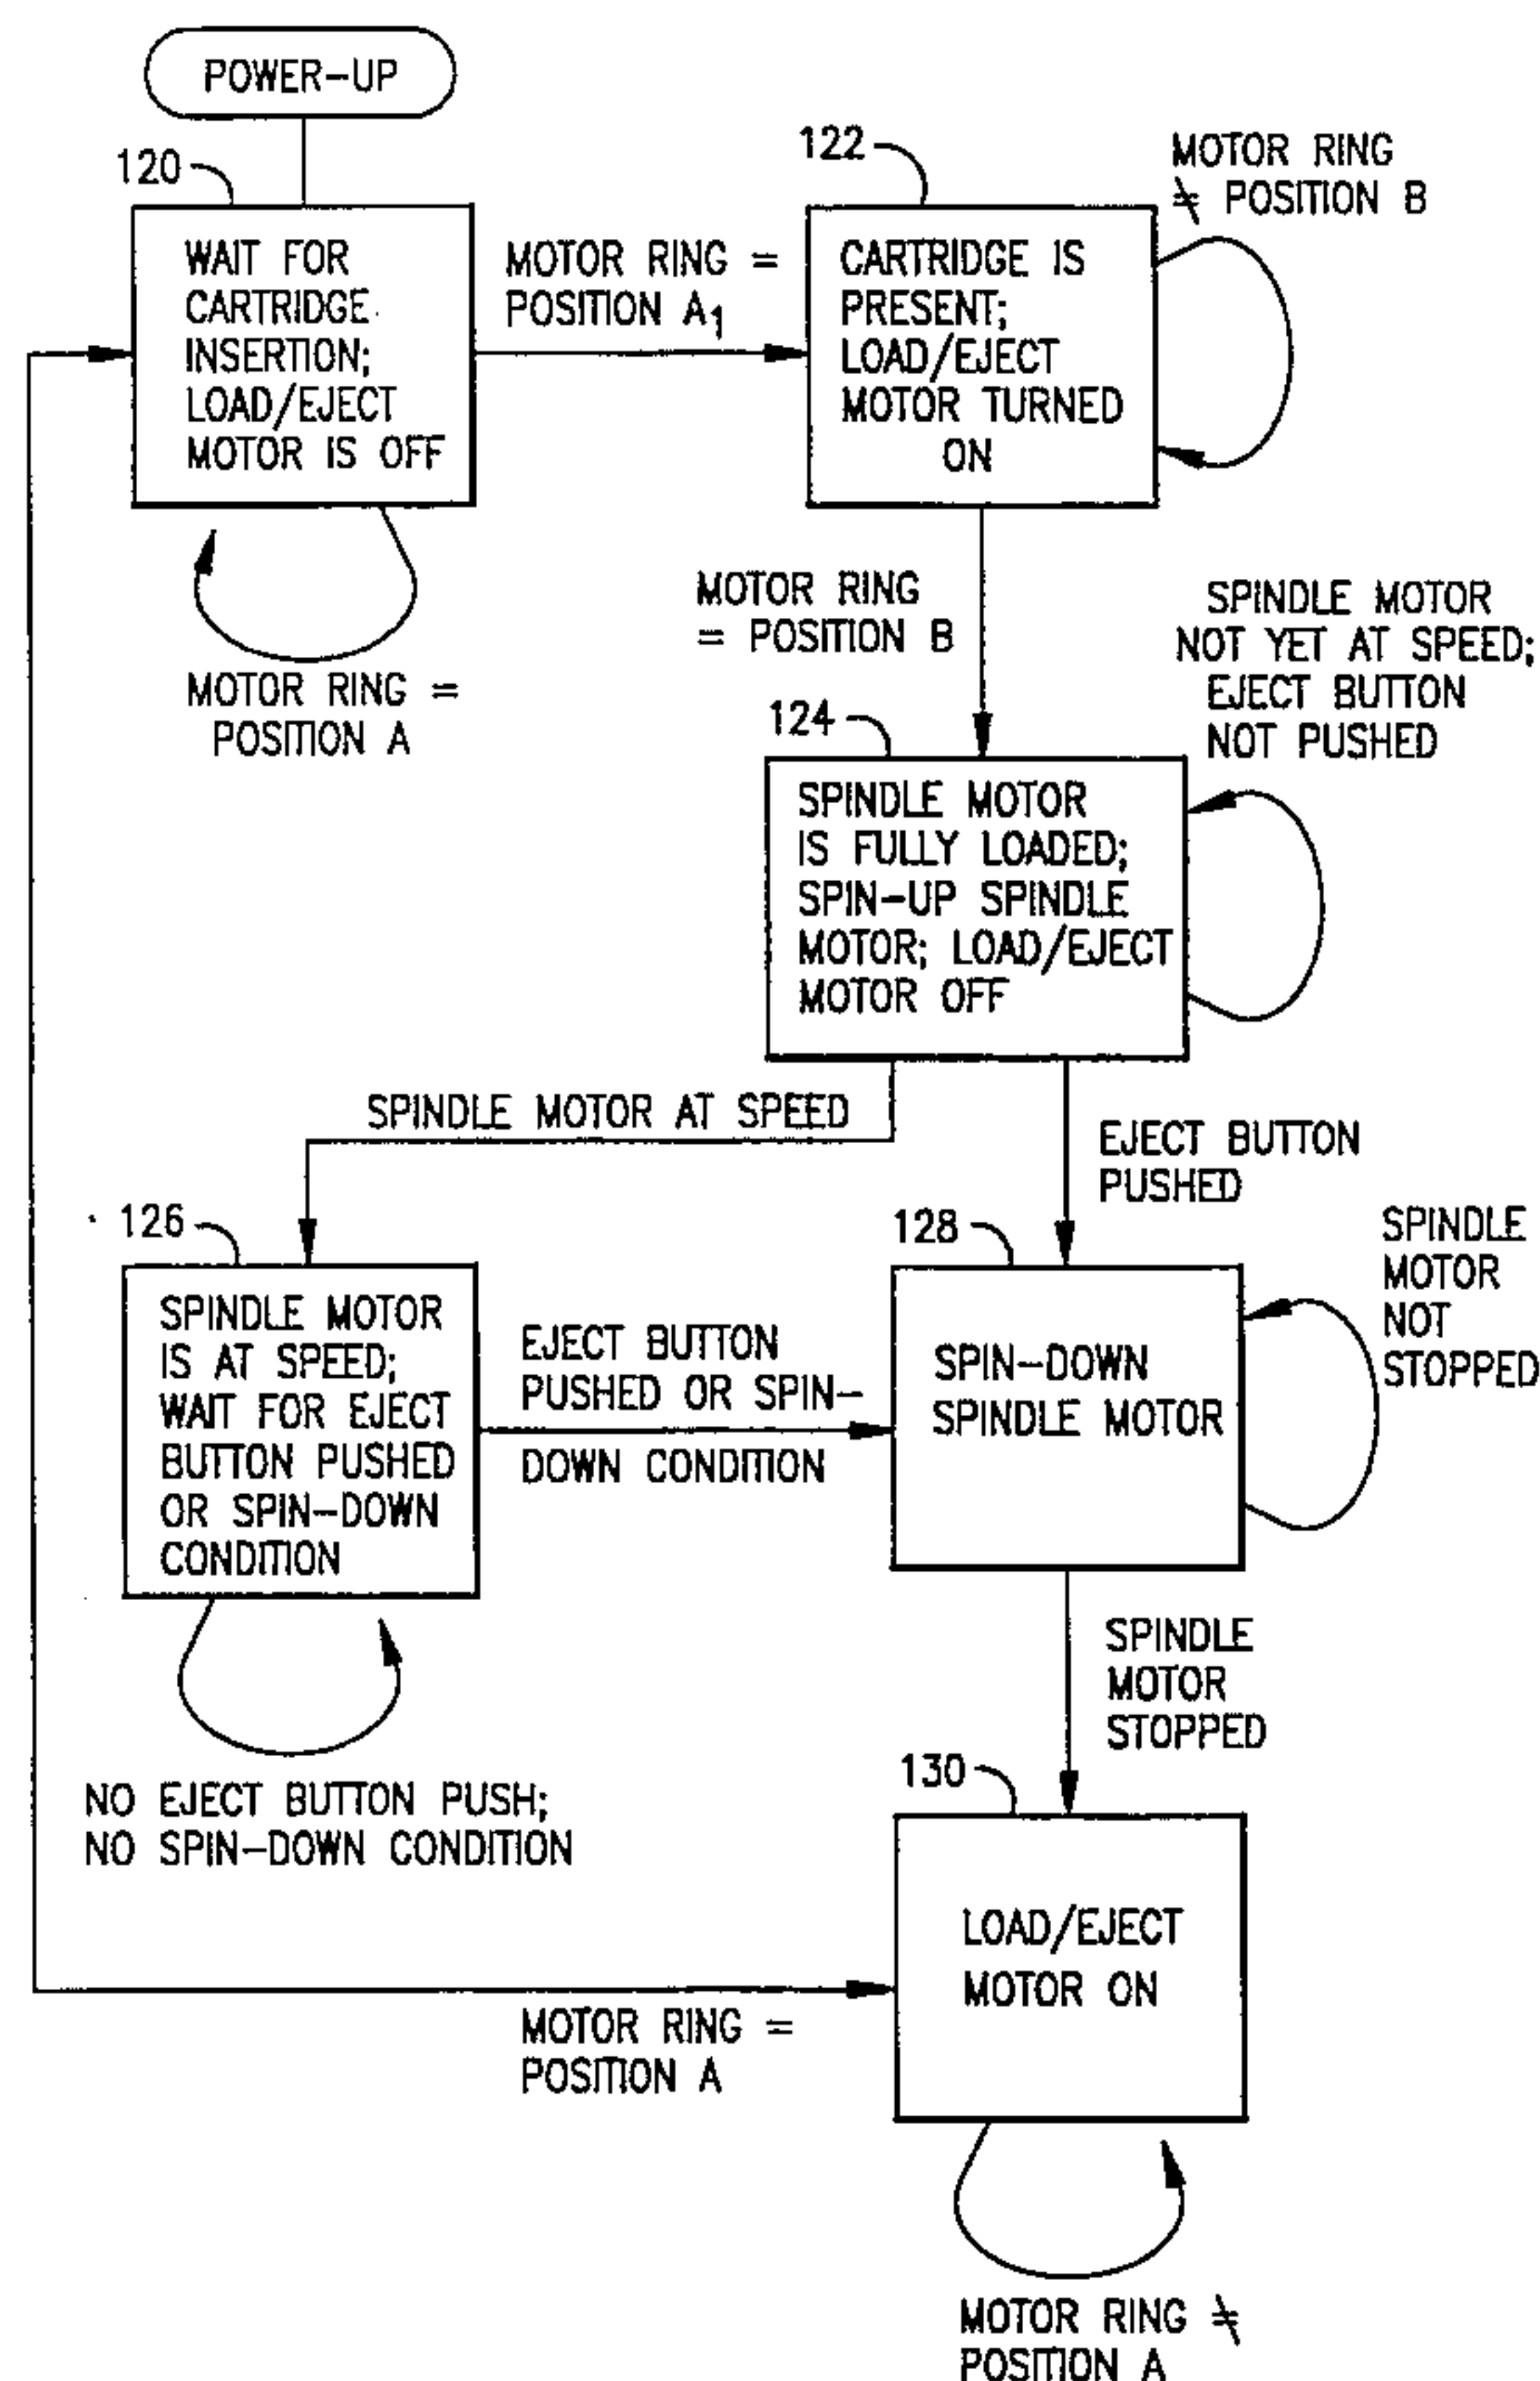 POWER-UP
120
WAIT FOR
CARTRIDGE
INSERTION;
LOAD/EJECT
MOTOR IS OFF
MOTOR RING =
POSITION A1
122
CARTRIDGE IS
PRESENT;
LOAD/EJECT
MOTOR TURNED
ON
MOTOR RING
≠ POSITION B
MOTOR RING =
POSITION A
MOTOR RING
= POSITION B
SPINDLE MOTOR
NOT YET AT SPEED;
EJECT BUTTON
NOT PUSHED
124
SPINDLE MOTOR
IS FULLY LOADED;
SPIN-UP SPINDLE
MOTOR; LOAD/EJECT
MOTOR OFF
SPINDLE MOTOR AT SPEED
EJECT BUTTON
PUSHED
126
SPINDLE MOTOR
IS AT SPEED;
WAIT FOR EJECT
BUTTON PUSHED
OR SPIN-DOWN
CONDITION
EJECT BUTTON
PUSHED OR SPIN-
DOWN CONDITION
128
SPIN-DOWN
SPINDLE MOTOR
SPINDLE
MOTOR
NOT
STOPPED
NO EJECT BUTTON PUSH;
NO SPIN-DOWN CONDITION
SPINDLE
MOTOR
STOPPED
130
LOAD/EJECT
MOTOR ON
MOTOR RING =
POSITION A
MOTOR RING ≠
POSITION A